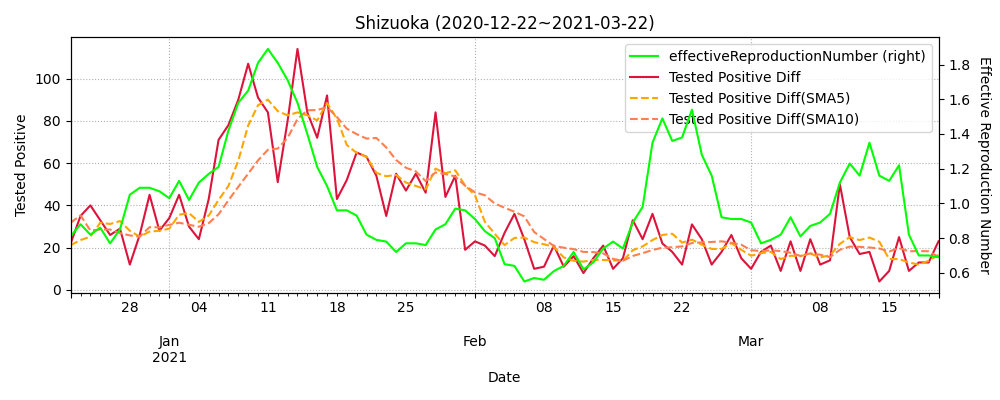 Shizuoka (2020-12-22~2021-03-22)
effectiveReproductionNumber (right)
Tested Positive Diff
Tested Positive Diff(SMA5)
Tested Positive Diff(SMA10)
Tested Positive
100
80
60
40
20
0
1.8
1.6
1.4
1.2
1.0
0.8
0.6
Effective Reproduction Number
28 04 11 18 25 08 15 22 08 15
Jan Feb Mar
2021
Date